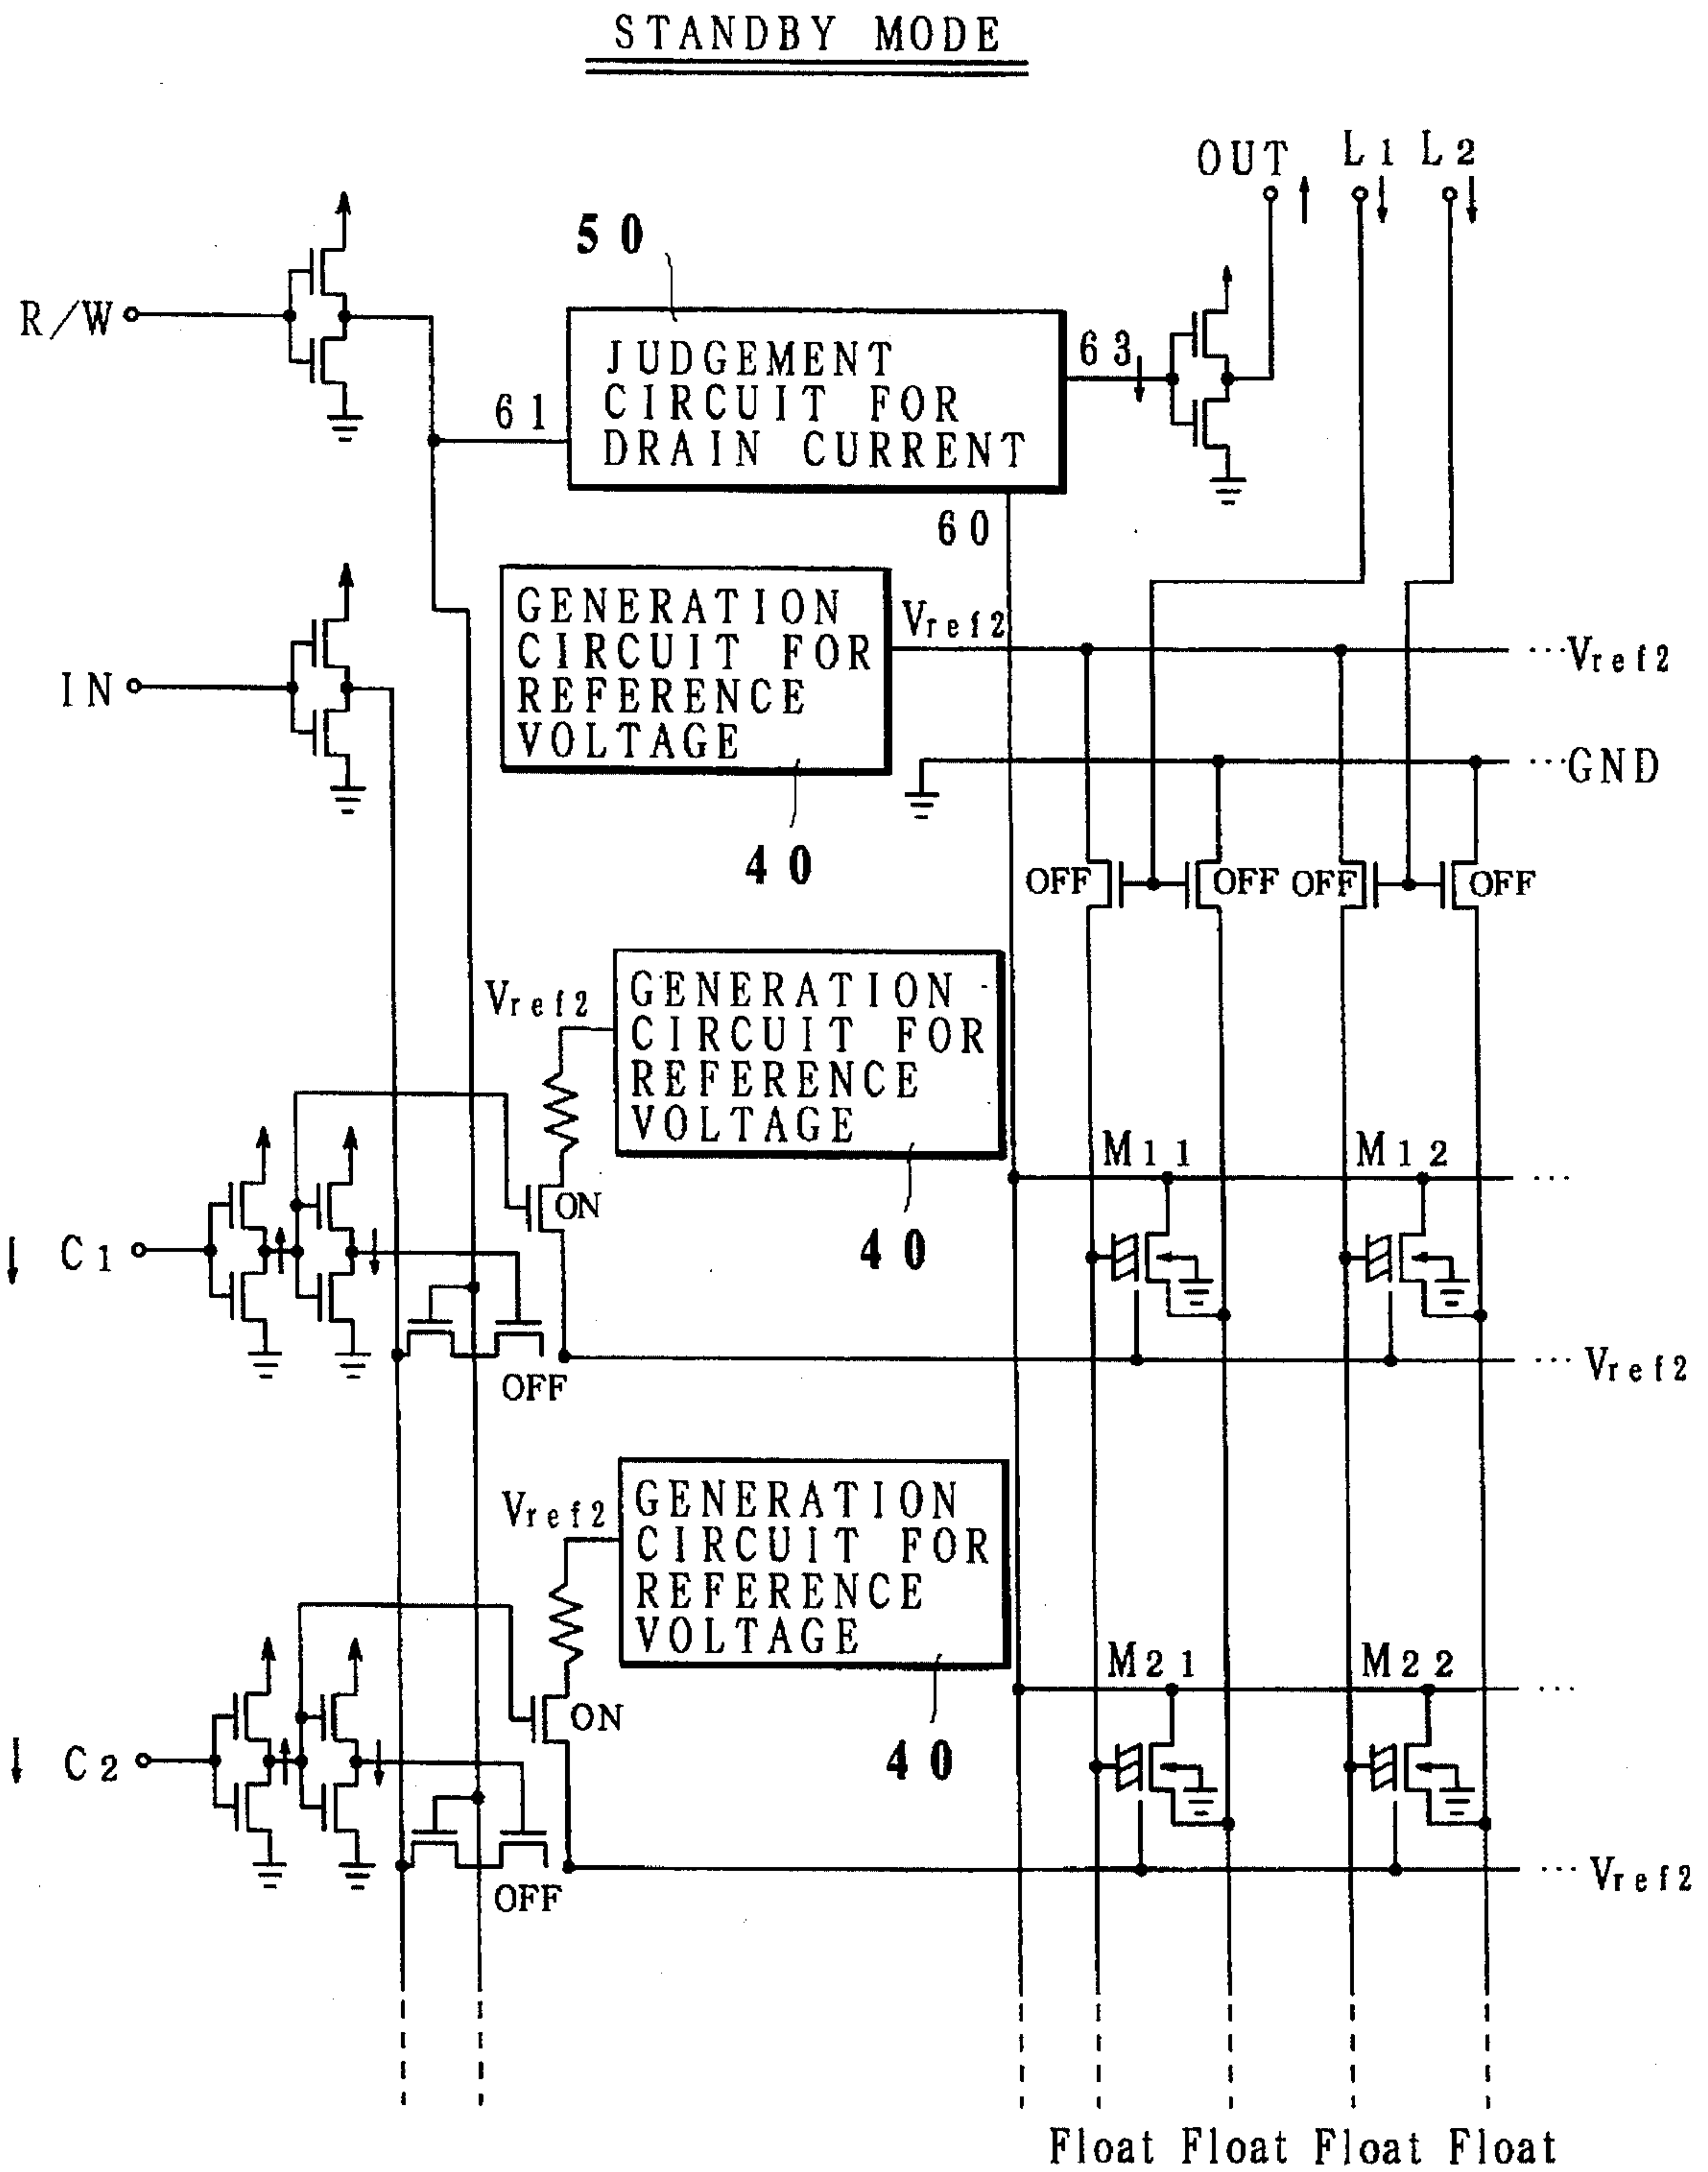 STANDBY MODE
OUT
L1
L2
50
R/W
JUDGEMENT
CIRCUIT FOR
DRAIN CURRENT
63
61
60
GENERATION
CIRCUIT FOR
REFERENCE
VOLTAGE
Vref2
···Vref2
IN
···GND
40
OFF
OFF
OFF
OFF
Vref2
GENERATION
CIRCUIT FOR
REFERENCE
VOLTAGE
M11
M12
···
ON
40
C1
OFF
··· Vref2
Vref2
GENERATION
CIRCUIT FOR
REFERENCE
VOLTAGE
M21
M22
···
ON
40
C2
OFF
··· Vref2
Float Float Float Float